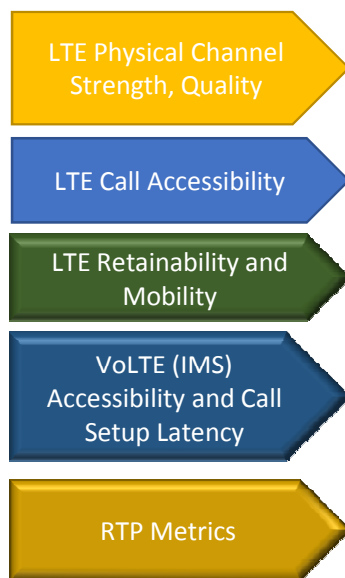 LTE Physical Channel
Strength, Quality
LTE Call Accessibility
LTE Retainability and
Mobility
VoLTE (IMS)
Accessibility and Call
Setup Latency
RTP Metrics